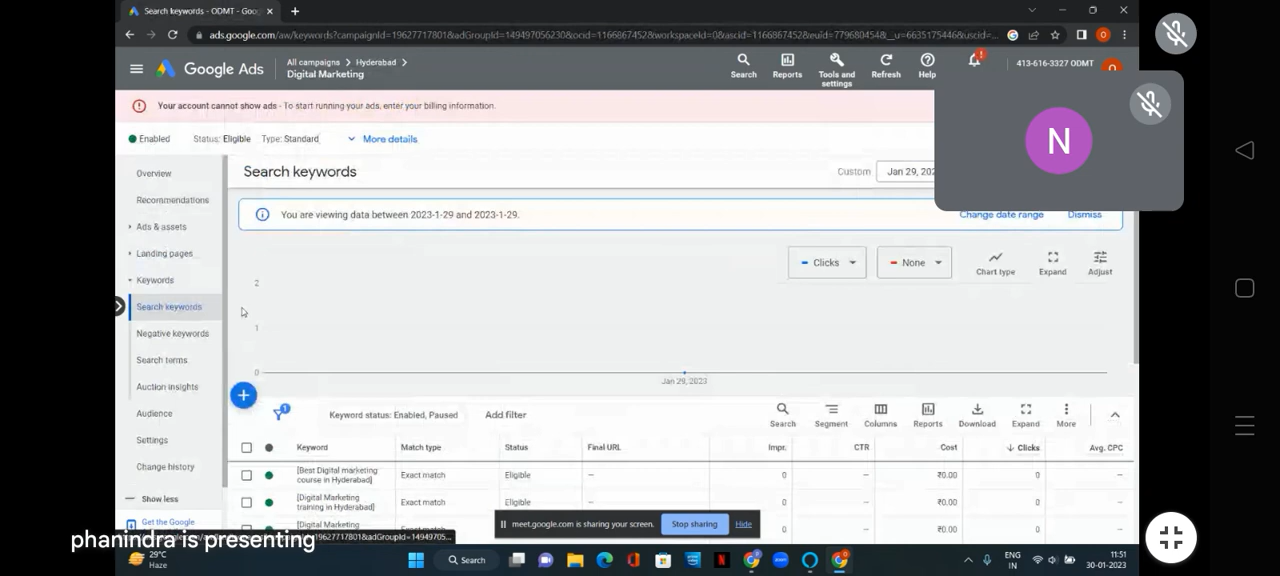 Search keywords - ODMT - Goo
ads.google.com/aw/keywords?campaignId=19627717801&adGroupId=149497056230&ocid=1166867452&workspaceId=0&ascid=1166867452&euid=779680454&__u=6635175446&uscid=...
Google Ads
All campaigns > Hyderabad >
Digital Marketing
Search
Reports
Tools and settings
Refresh
Help
413-616-3327 ODMT
O
Your account cannot show ads - To start running your ads, enter your billing information.
Enabled Status: Eligible Type: Standard More details
N
Overview
Recommendations
Ads & assets
Landing pages
Keywords
Search keywords
Negative keywords
Search terms
Auction insights
Audience
Settings
Change history
Show less
Get the Google
Search keywords
Custom Jan 29, 202
You are viewing data between 2023-1-29 and 2023-1-29.
Change date range Dismiss
Clicks None Chart type Expand Adjust
2
1
0
Jan 29, 2023
Keyword status: Enabled, Paused Add filter
Search Segment Columns Reports Download Expand More
Keyword Match type Status Final URL Impr. CTR Cost Clicks Avg. CPC
[Best Digital marketing course in Hyderabad] Exact match Eligible — 0 — ₹0.00 0 —
[Digital Marketing training in Hyderabad] Exact match Eligible — 0 — ₹0.00 0 —
[Digital Marketing
meet.google.com is sharing your screen. Stop sharing Hide
phanindra is presenting
29°C
Haze
Search
ENG
IN
11:51
30-01-2023